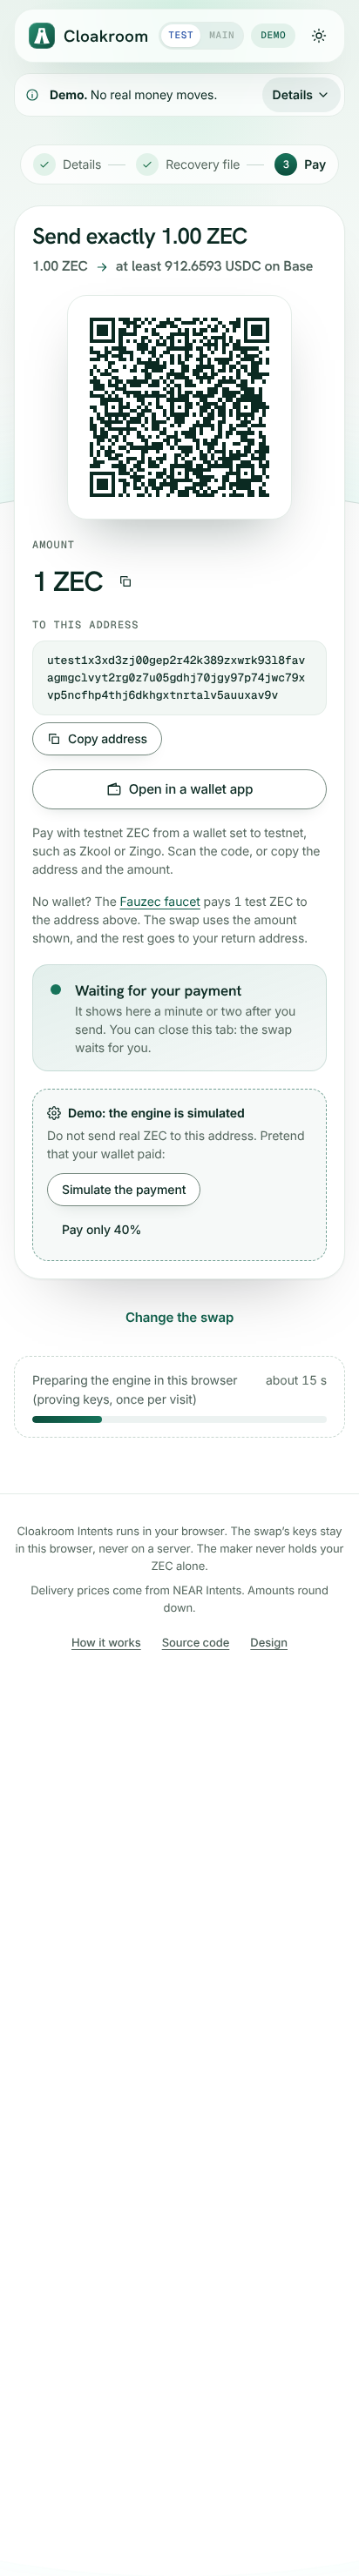 Cloakroom
TEST
MAIN
DEMO
Demo. No real money moves.
Details
Details
Recovery file
3
Pay
Send exactly 1.00 ZEC
1.00 ZEC → at least 912.6593 USDC on Base
AMOUNT
1 ZEC
TO THIS ADDRESS
utest1x3xd3zj00gep2r42k389zxwrk93l8fav
agmgclvyt2rg0z7u05gdhj70jgy97p74jwc79x
vp5ncfhp4thj6dkhgxtnrtalv5auuxav9v
Copy address
Open in a wallet app
Pay with testnet ZEC from a wallet set to testnet,
such as Zkool or Zingo. Scan the code, or copy the
address and the amount.
No wallet? The Fauzec faucet pays 1 test ZEC to
the address above. The swap uses the amount
shown, and the rest goes to your return address.
Waiting for your payment
It shows here a minute or two after you
send. You can close this tab: the swap
waits for you.
Demo: the engine is simulated
Do not send real ZEC to this address. Pretend
that your wallet paid:
Simulate the payment
Pay only 40%
Change the swap
Preparing the engine in this browser
(proving keys, once per visit)
about 15 s
Cloakroom Intents runs in your browser. The swap's keys stay
in this browser, never on a server. The maker never holds your
ZEC alone.
Delivery prices come from NEAR Intents. Amounts round
down.
How it works
Source code
Design